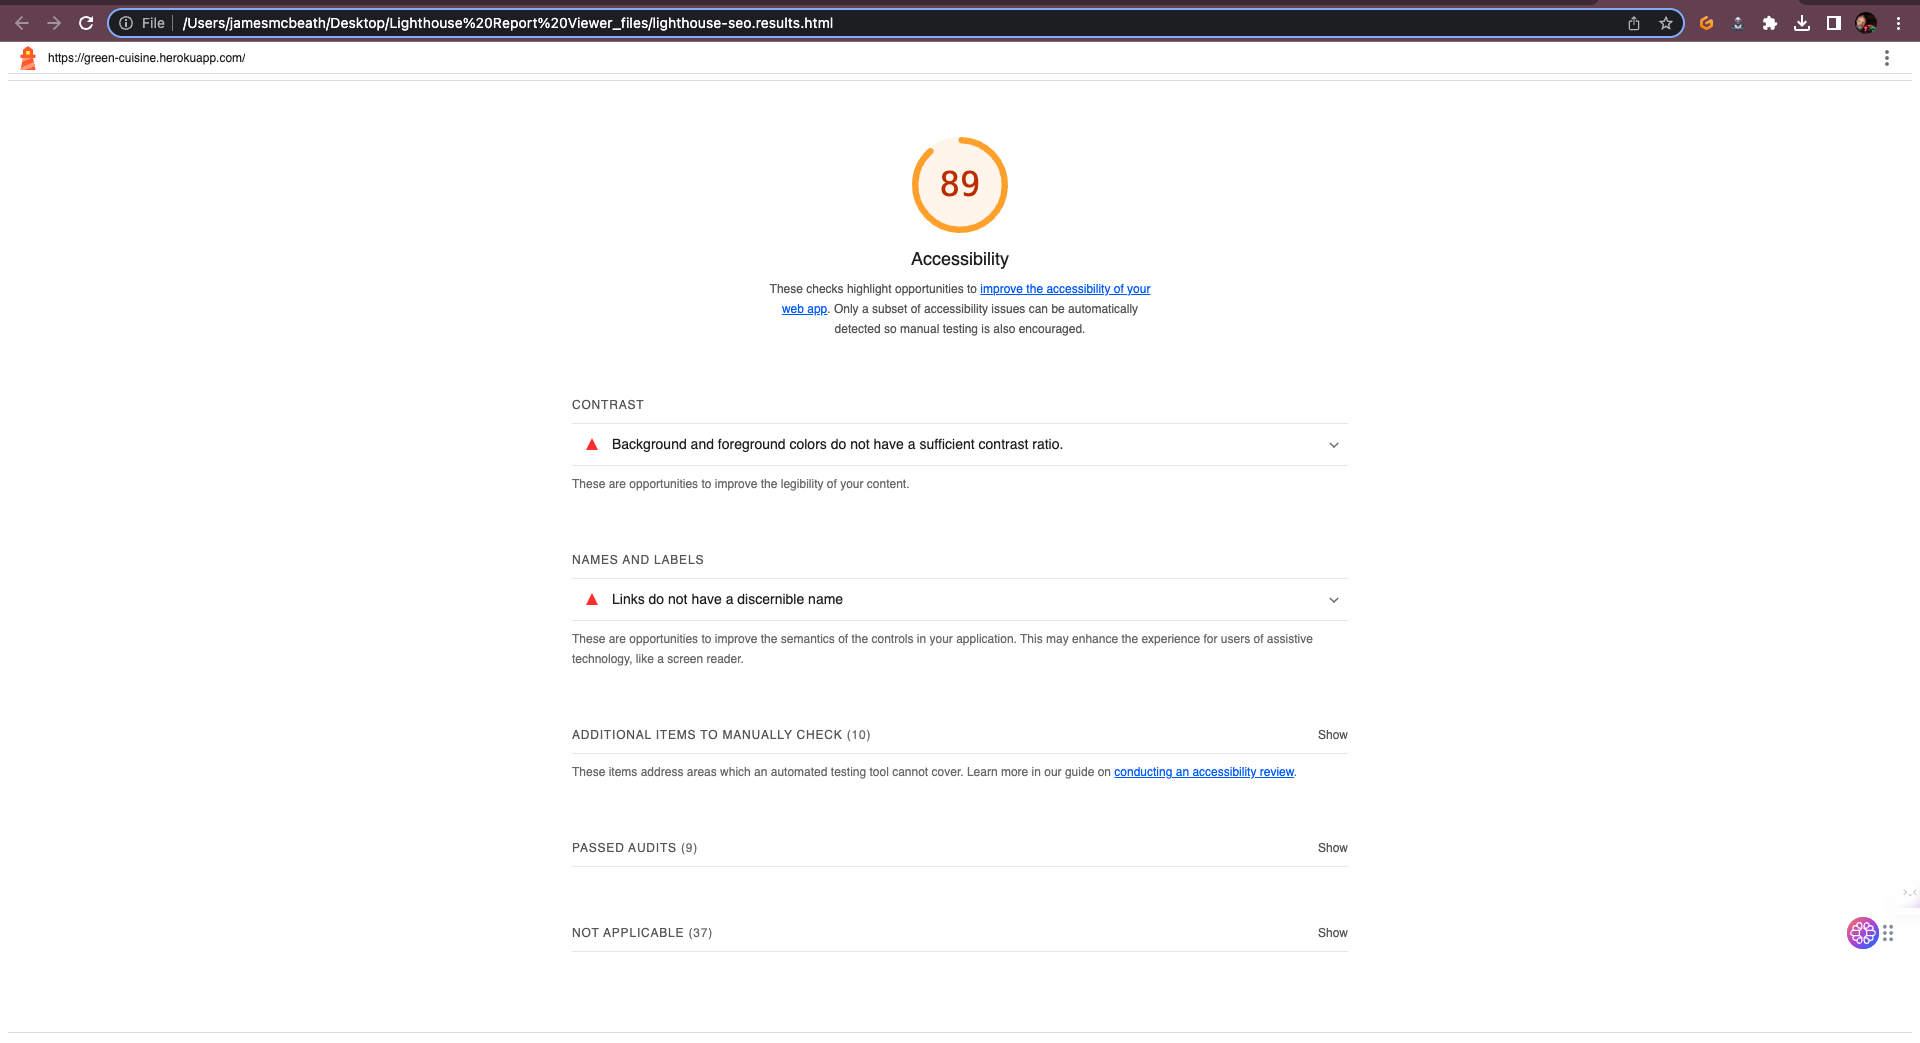 File /Users/jamesmcbeath/Desktop/Lighthouse%20Report%20Viewer_files/lighthouse-seo.results.html
https://green-cuisine.herokuapp.com/
89
Accessibility
These checks highlight opportunities to improve the accessibility of your
web app. Only a subset of accessibility issues can be automatically
detected so manual testing is also encouraged.
CONTRAST
Background and foreground colors do not have a sufficient contrast ratio.
These are opportunities to improve the legibility of your content.
NAMES AND LABELS
Links do not have a discernible name
These are opportunities to improve the semantics of the controls in your application. This may enhance the experience for users of assistive
technology, like a screen reader.
ADDITIONAL ITEMS TO MANUALLY CHECK (10) Show
These items address areas which an automated testing tool cannot cover. Learn more in our guide on conducting an accessibility review.
PASSED AUDITS (9) Show
NOT APPLICABLE (37) Show